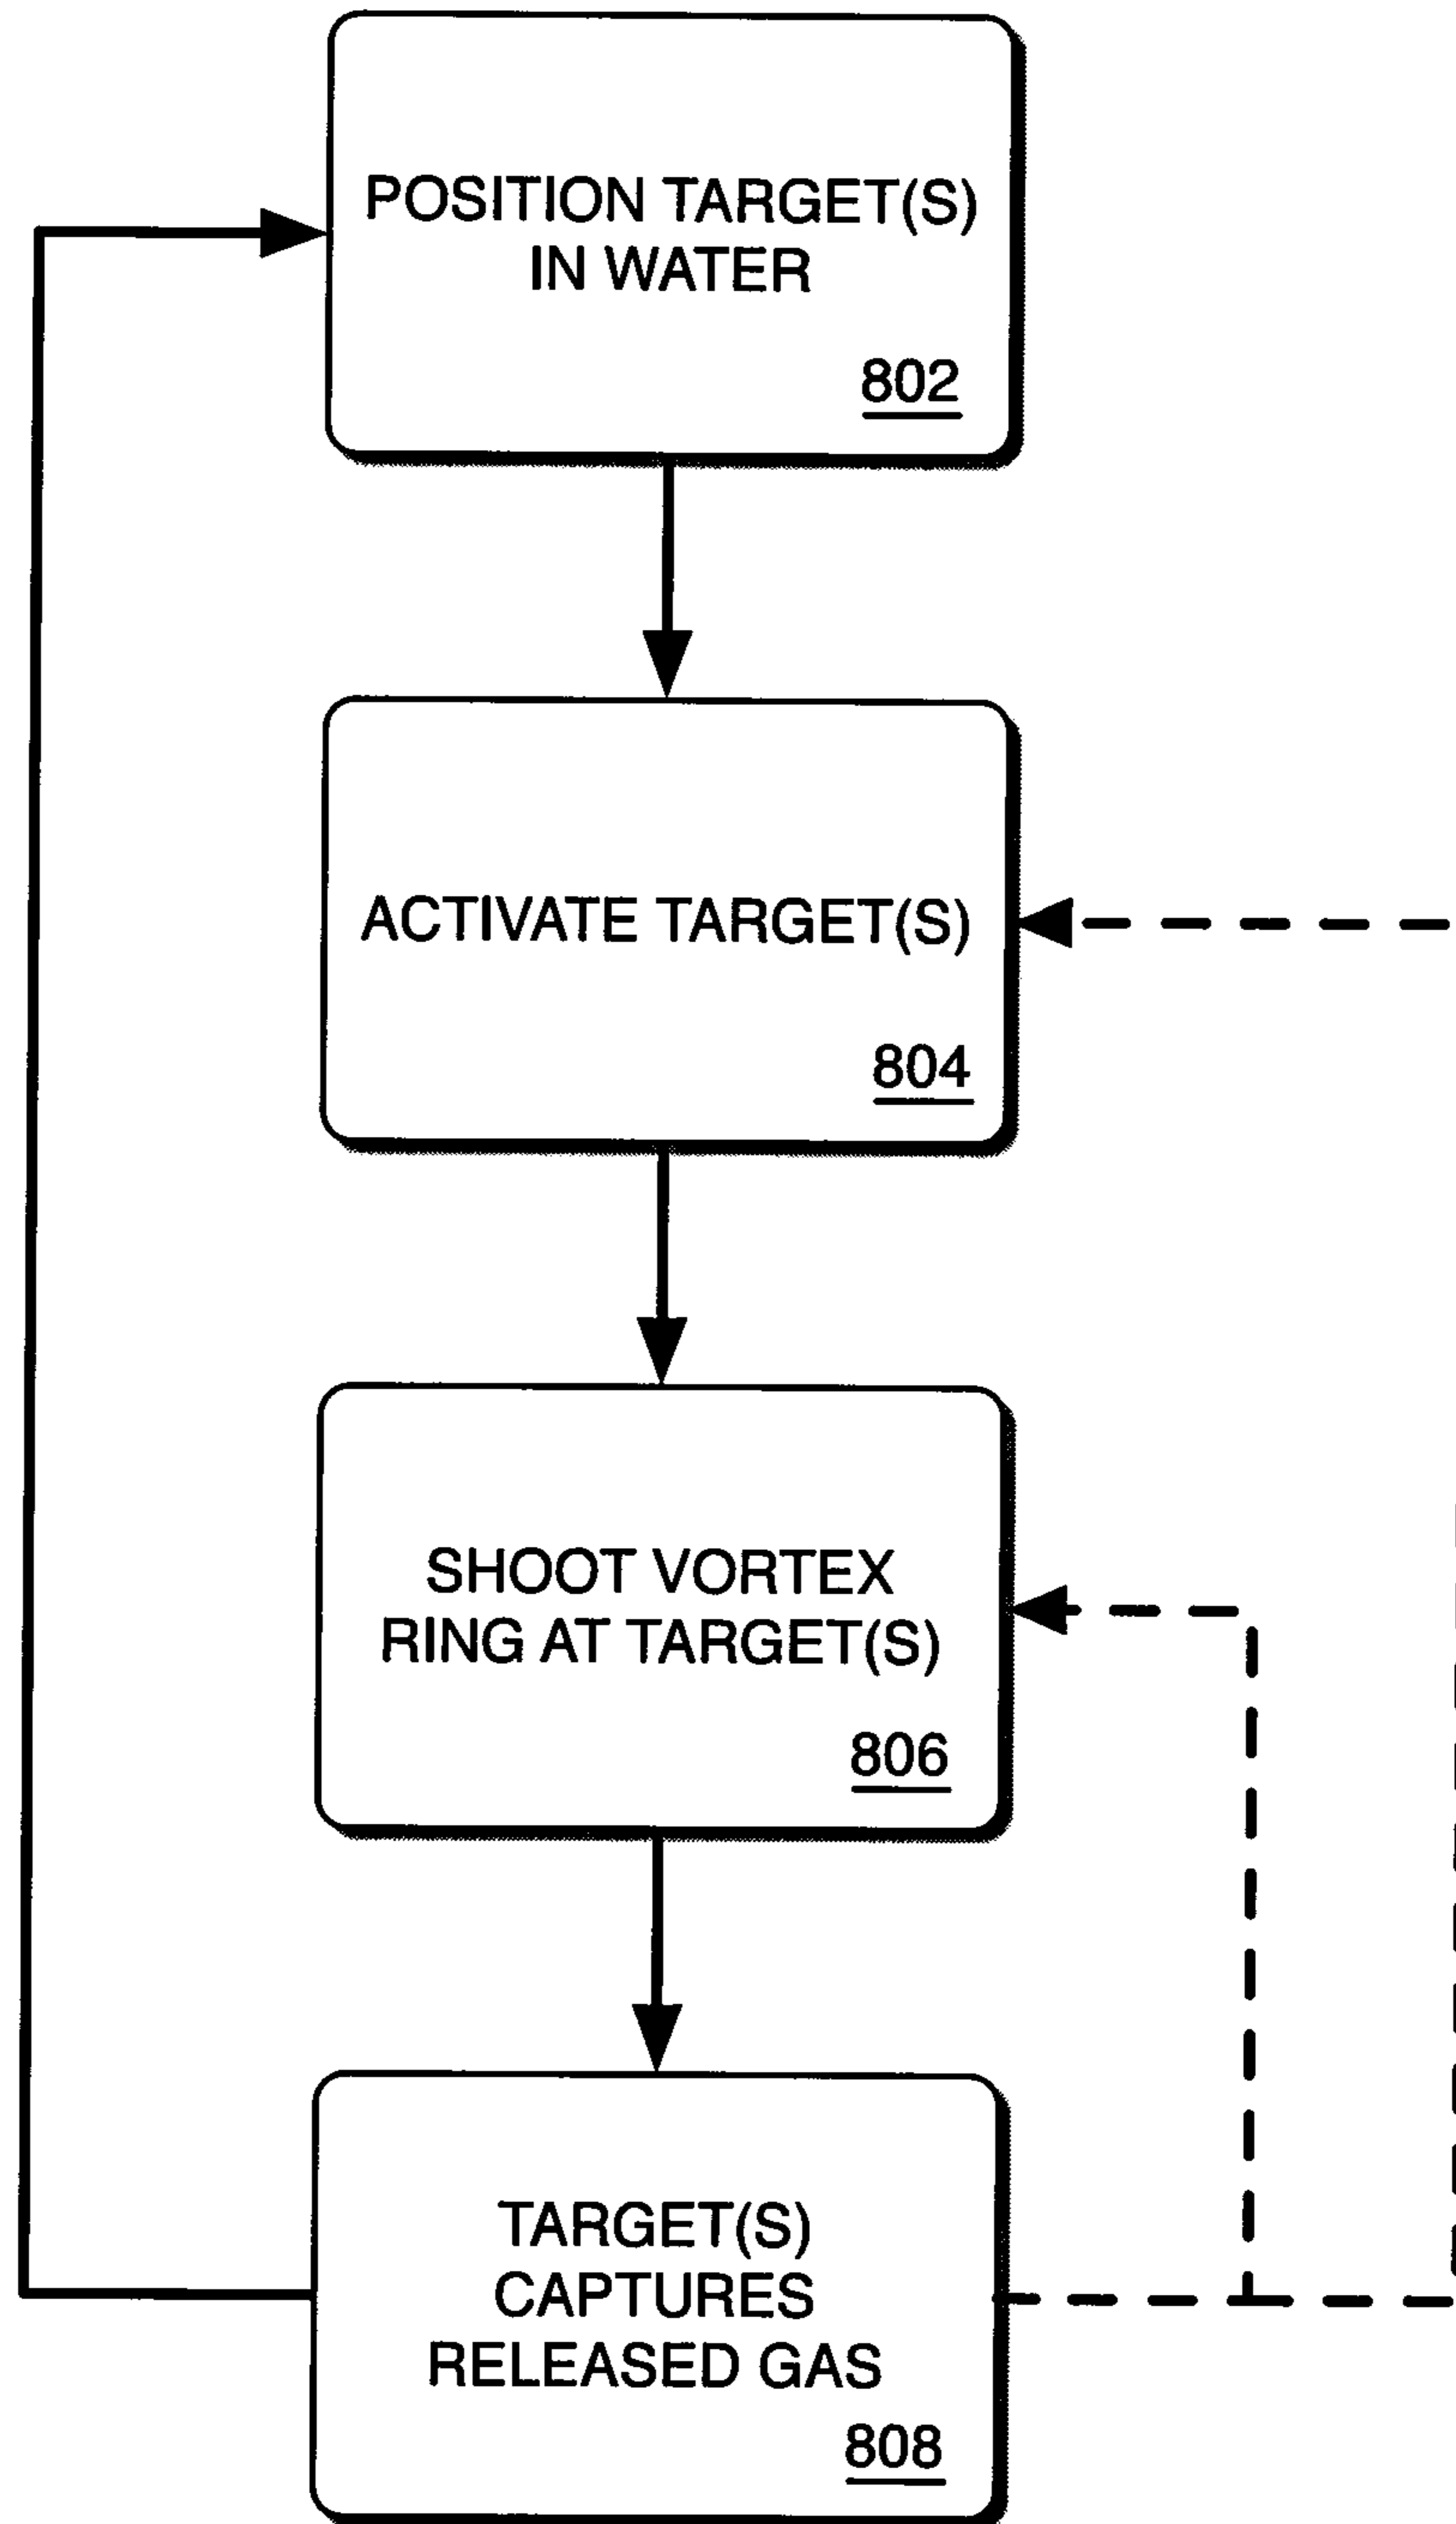 POSITION TARGET(S)
IN WATER
802
ACTIVATE TARGET(S)
804
SHOOT VORTEX
RING AT TARGET(S)
806
TARGET(S)
CAPTURES
RELEASED GAS
808